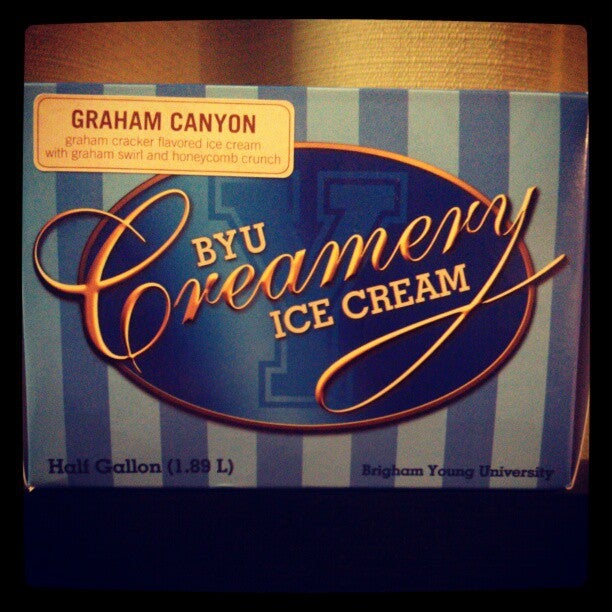 GRAHAM CANYON
graham cracker flavored ice cream
with graham swirl and honeycomb crunch
Y
BYU
Creamery
ICE CREAM
Half Gallon (1.89 L)
Brigham Young University